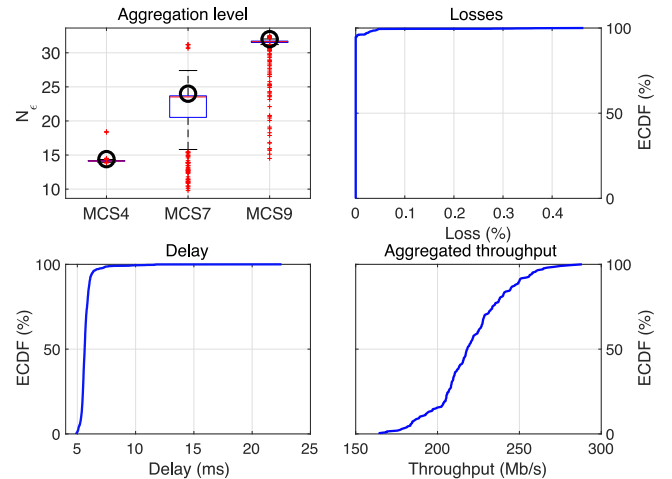 Aggregation level
Losses
30
25
20
15
10
N_ϵ
MCS4 MCS7 MCS9
100
50
0
ECDF (%)
0 0.1 0.2 0.3 0.4
Loss (%)
Delay
Aggregated throughput
100
50
0
ECDF (%)
5 10 15 20 25
Delay (ms)
100
50
0
ECDF (%)
150 200 250 300
Throughput (Mb/s)